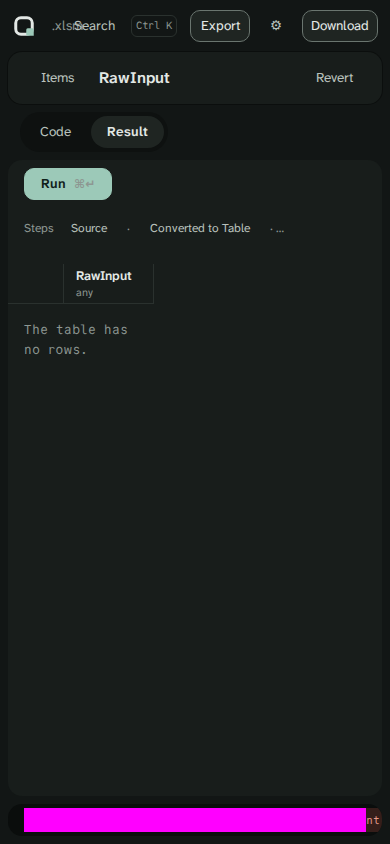 .xlsm Search Ctrl K Export ⚙ Download
Items RawInput Revert
Code Result
Run ⌘↵
Steps Source · Converted to Table · ...
RawInput
any
The table has
no rows.